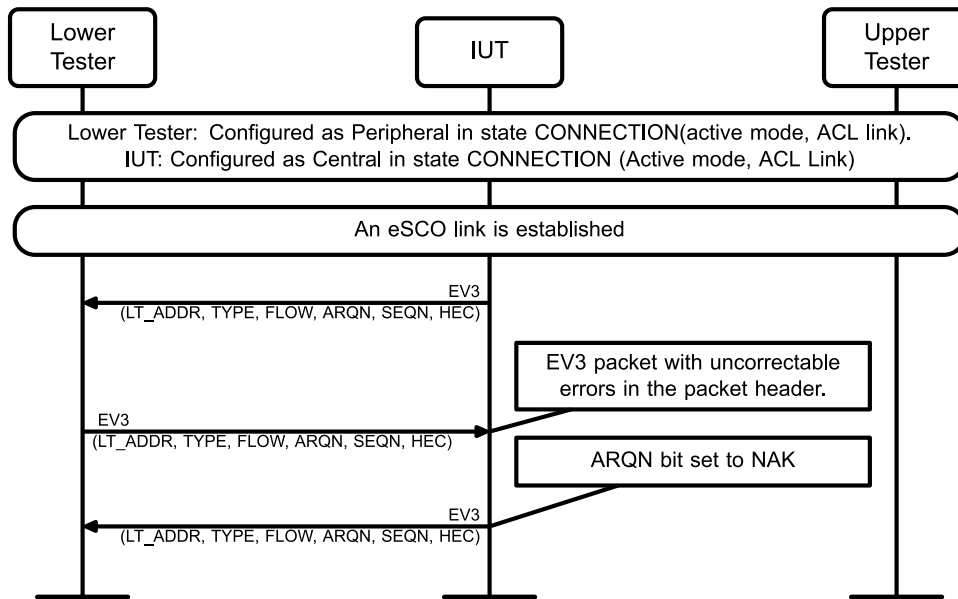 Lower
Tester
IUT
Upper
Tester
Lower Tester:  Configured as Peripheral in state CONNECTION(active mode, ACL link).
IUT: Configured as Central in state CONNECTION (Active mode, ACL Link)
An eSCO link is established
EV3
(LT_ADDR, TYPE, FLOW, ARQN, SEQN, HEC)
EV3 packet with uncorrectable
errors in the packet header.
EV3
(LT_ADDR, TYPE, FLOW, ARQN, SEQN, HEC)
ARQN bit set to NAK
EV3
(LT_ADDR, TYPE, FLOW, ARQN, SEQN, HEC)